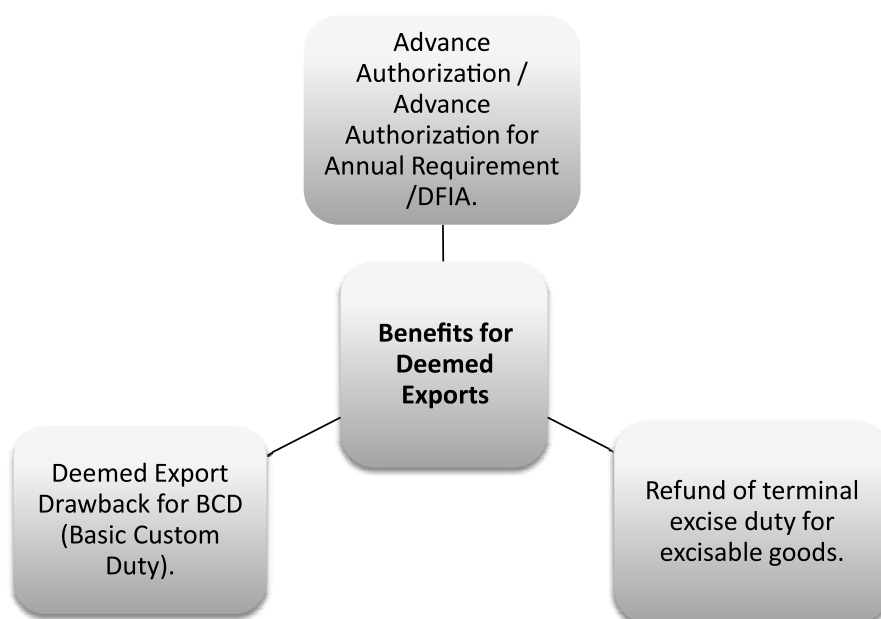 Advance
Authorization /
Advance
Authorization for
Annual Requirement
/DFIA.
Benefits for
Deemed
Exports
Deemed Export
Drawback for BCD
(Basic Custom
Duty).
Refund of terminal
excise duty for
excisable goods.